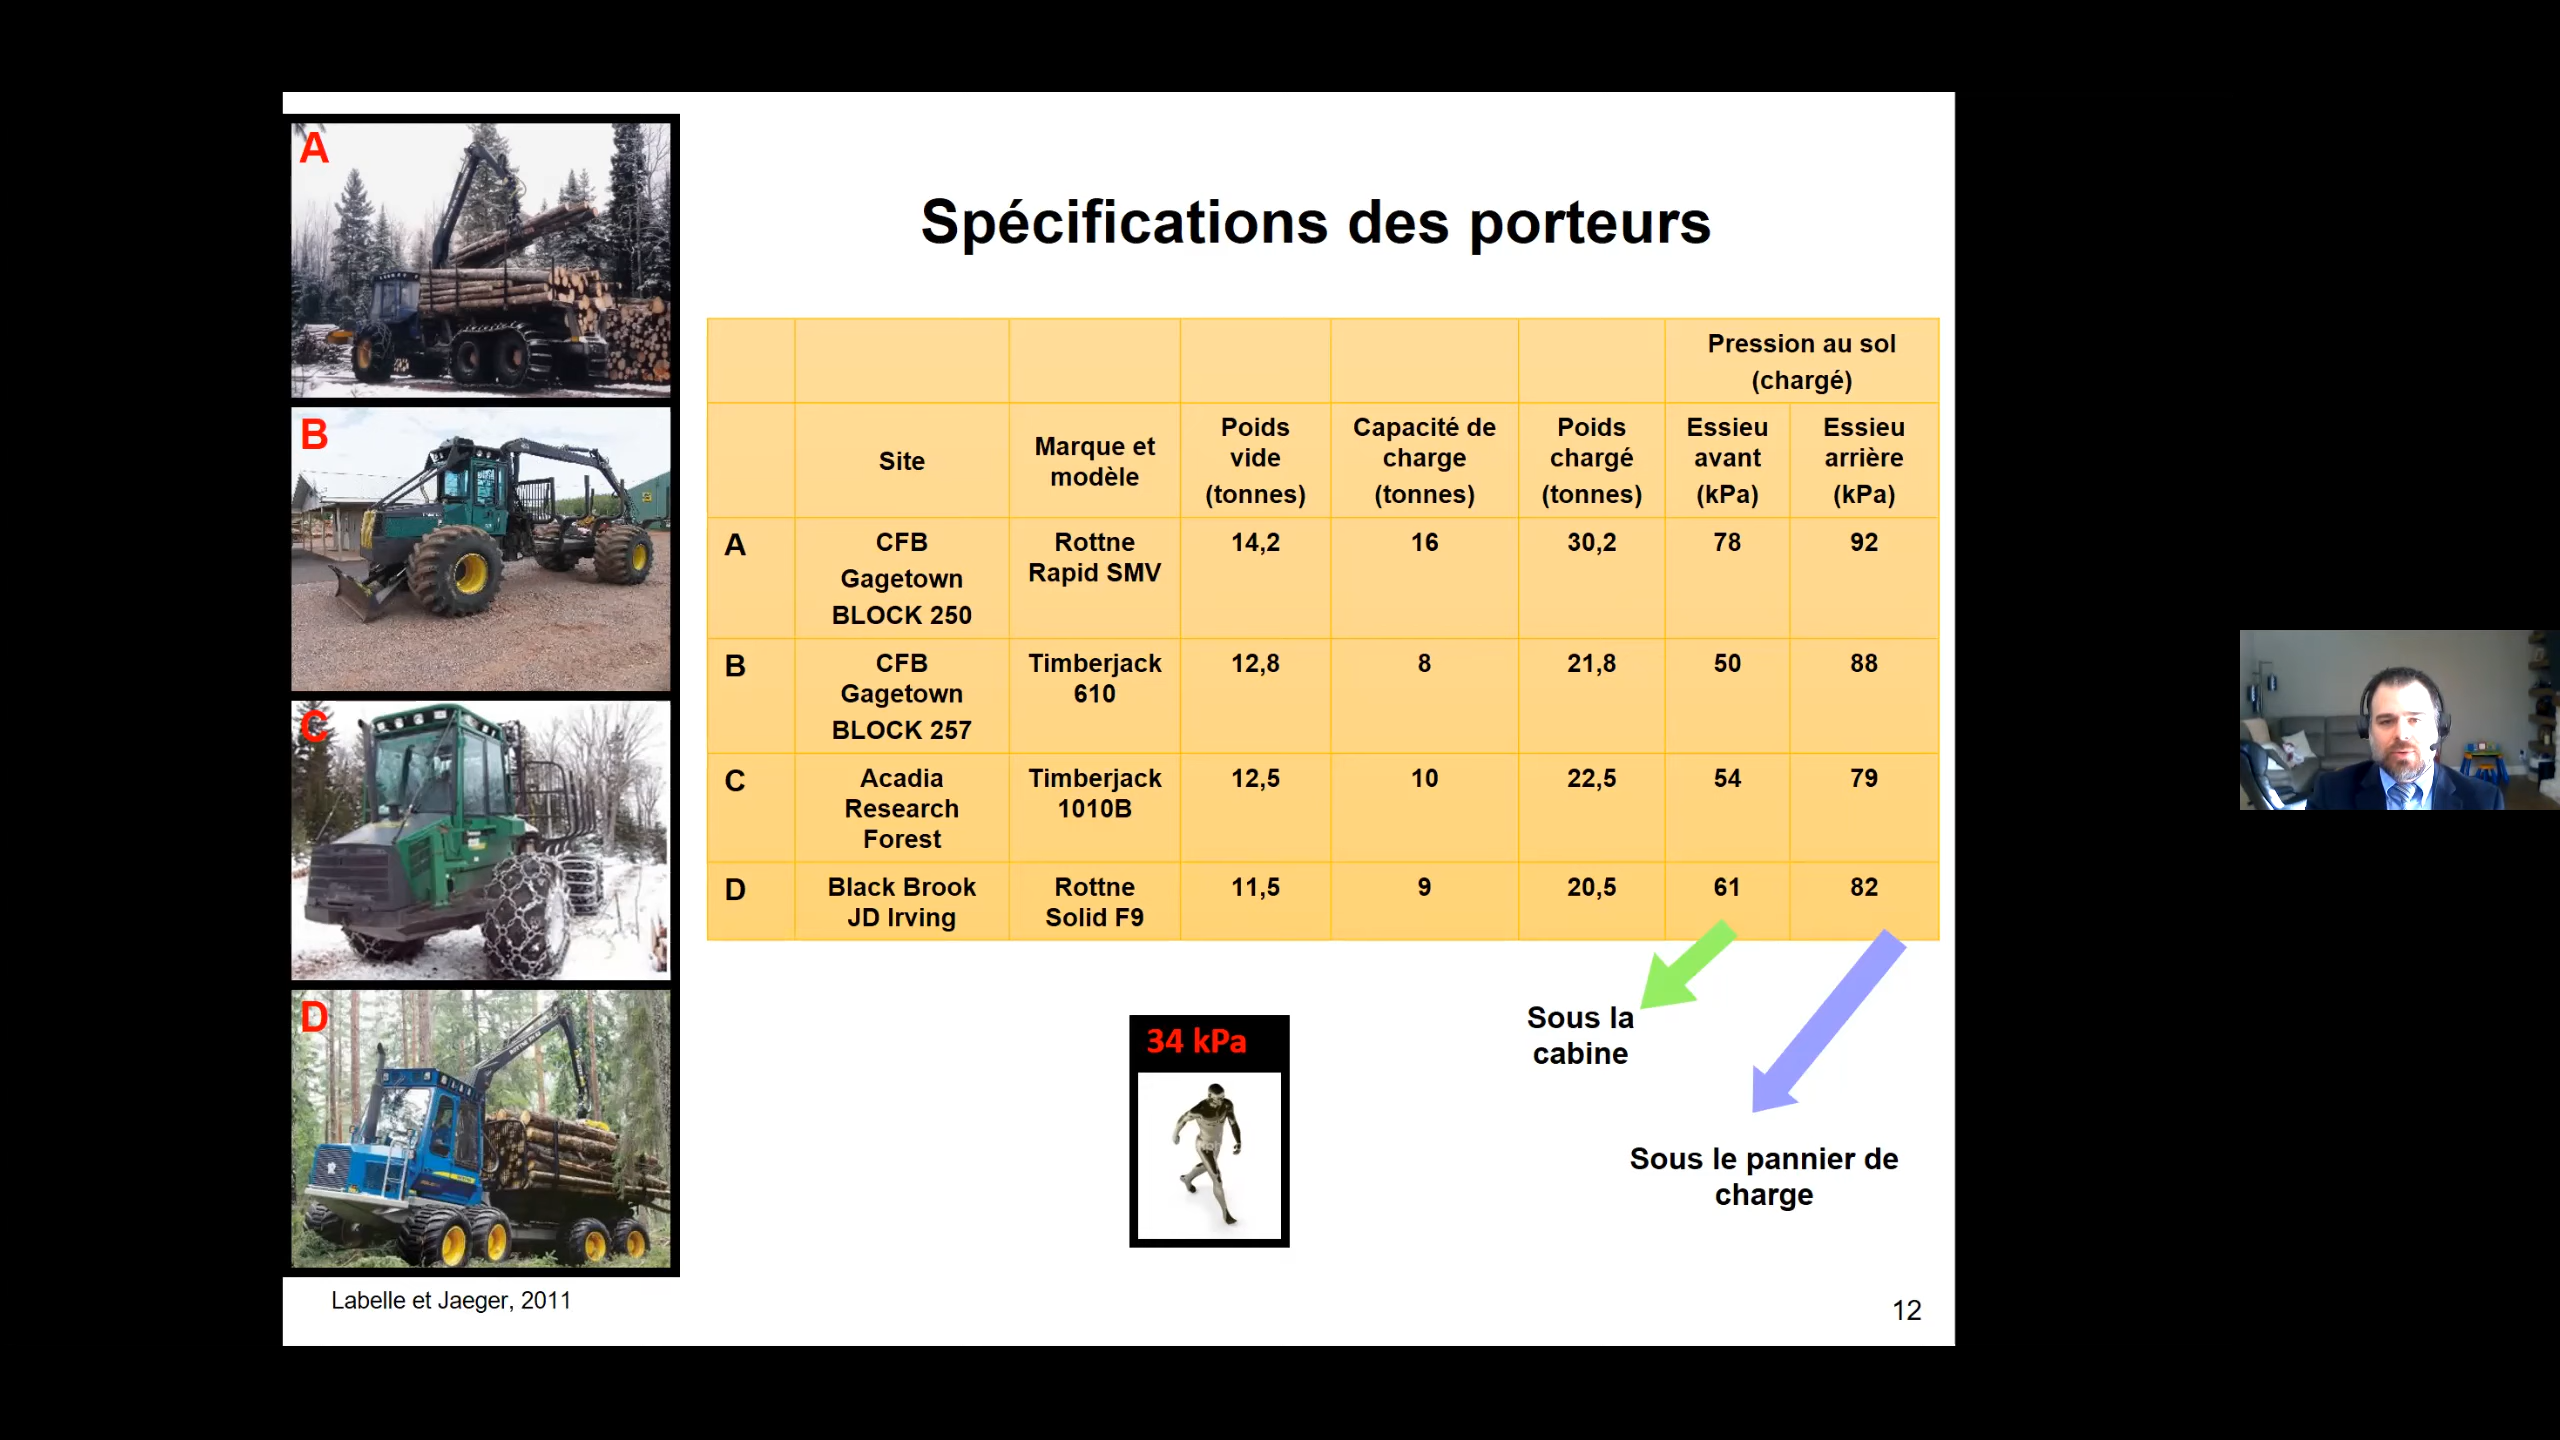 A
B
C
D
Labelle et Jaeger, 2011
Spécifications des porteurs
Pression au sol
(chargé)
Site
Marque et
modèle
Poids
vide
(tonnes)
Capacité de
charge
(tonnes)
Poids
chargé
(tonnes)
Essieu
avant
(kPa)
Essieu
arrière
(kPa)
A
CFB
Gagetown
BLOCK 250
Rottne
Rapid SMV
14,2
16
30,2
78
92
B
CFB
Gagetown
BLOCK 257
Timberjack
610
12,8
8
21,8
50
88
C
Acadia
Research
Forest
Timberjack
1010B
12,5
10
22,5
54
79
D
Black Brook
JD Irving
Rottne
Solid F9
11,5
9
20,5
61
82
34 kPa
Sous la
cabine
Sous le pannier de
charge
12